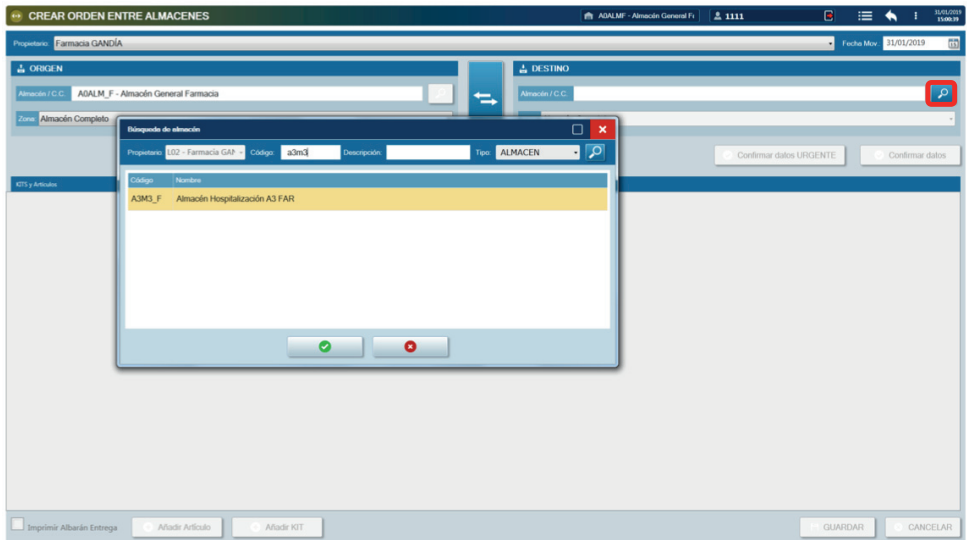 CREAR ORDEN ENTRE ALMACENES
A0ALMF - Almacén General Fa
1111
31/01/2019
15:00:39
Propietario: Farmacia GANDÍA
Fecha Mov. 31/01/2019
ORIGEN
DESTINO
Almacén / C.C. A0ALM_F - Almacén General Farmacia
Almacén / C.C.
Zona Almacén Completo
Búsqueda de almacén
Propietario L02 - Farmacia GAN Código: a3m3 Descripción: Tipo: ALMACEN
Confirmar datos URGENTE
Confirmar datos
Código Nombre
KITS y Artículos
A3M3_F Almacén Hospitalización A3 FAR
Imprimir Albarán Entrega
Añadir Artículo
Añadir KIT
GUARDAR
CANCELAR